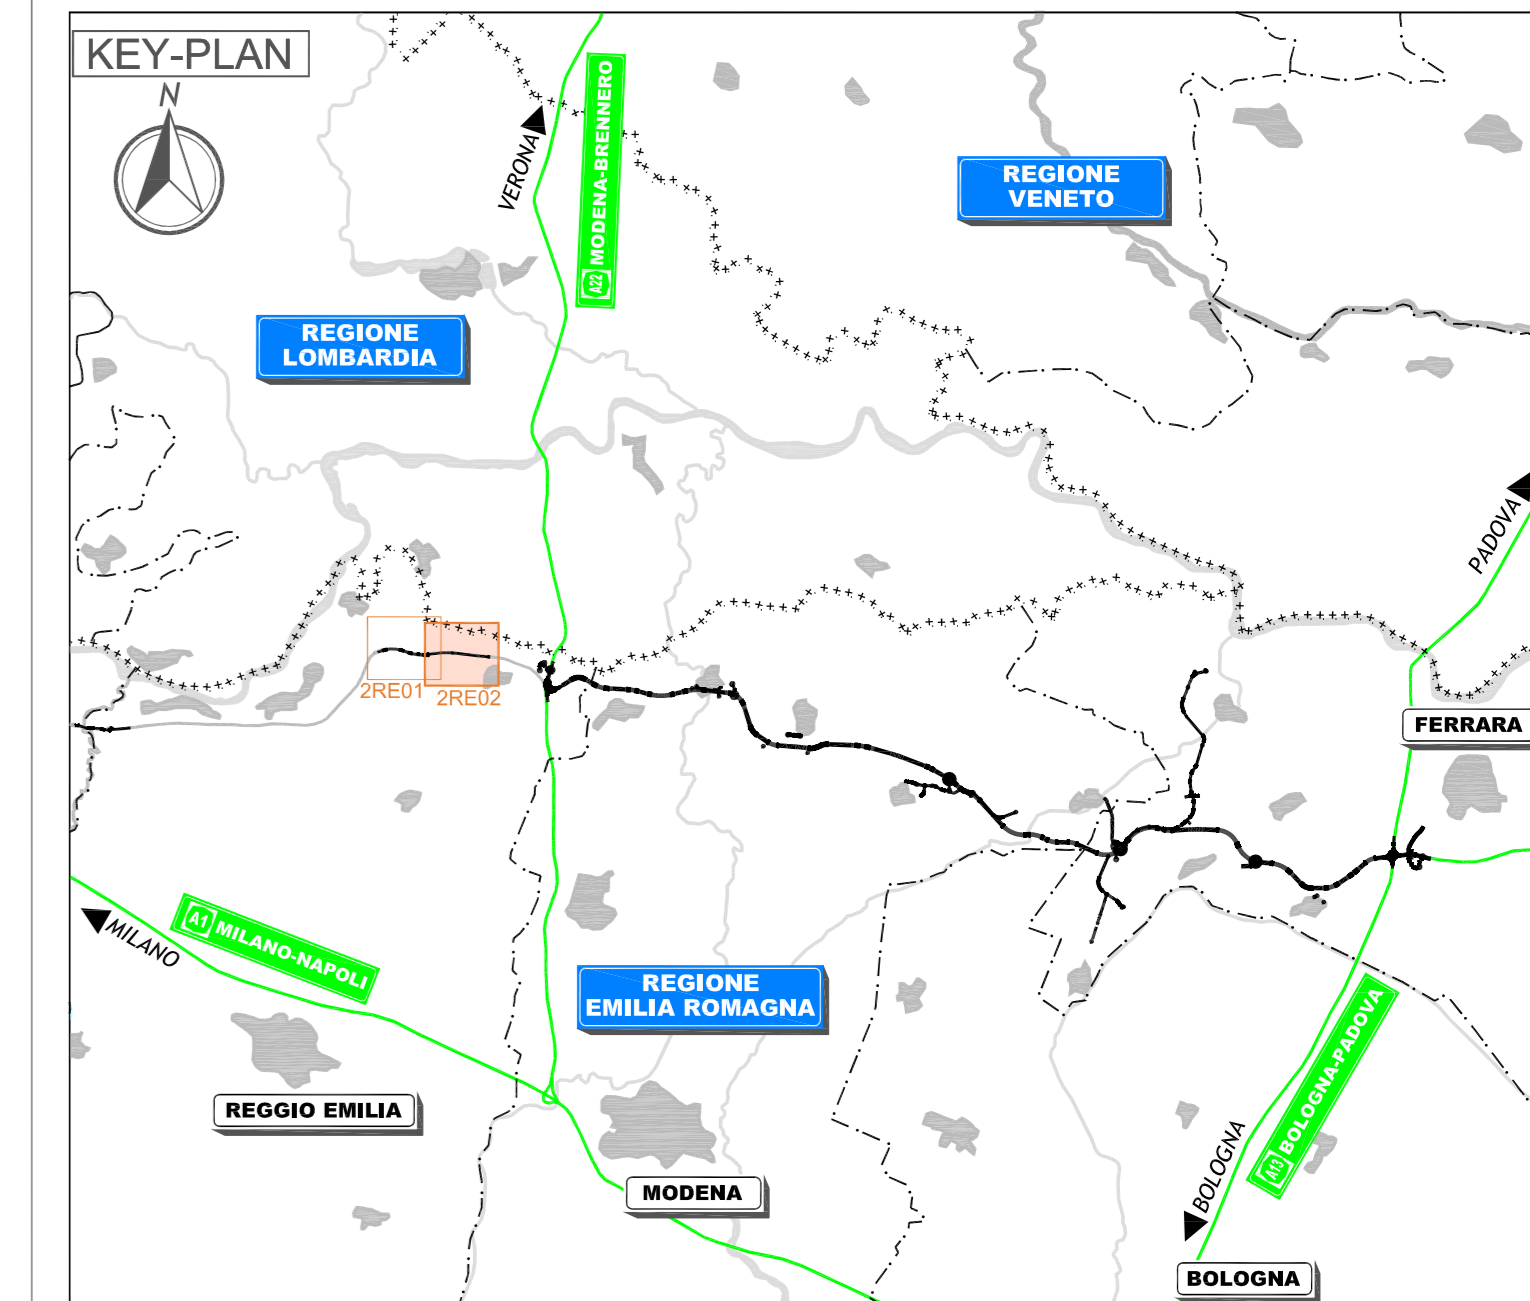 KEY-PLAN
N
VERONA
A22 MODENA-BRENNERO
REGIONE
VENETO
REGIONE
LOMBARDIA
PADOVA
2RE01
2RE02
FERRARA
MILANO
A1 MILANO-NAPOLI
REGIONE
EMILIA ROMAGNA
A13 BOLOGNA-PADOVA
REGGIO EMILIA
BOLOGNA
MODENA
BOLOGNA